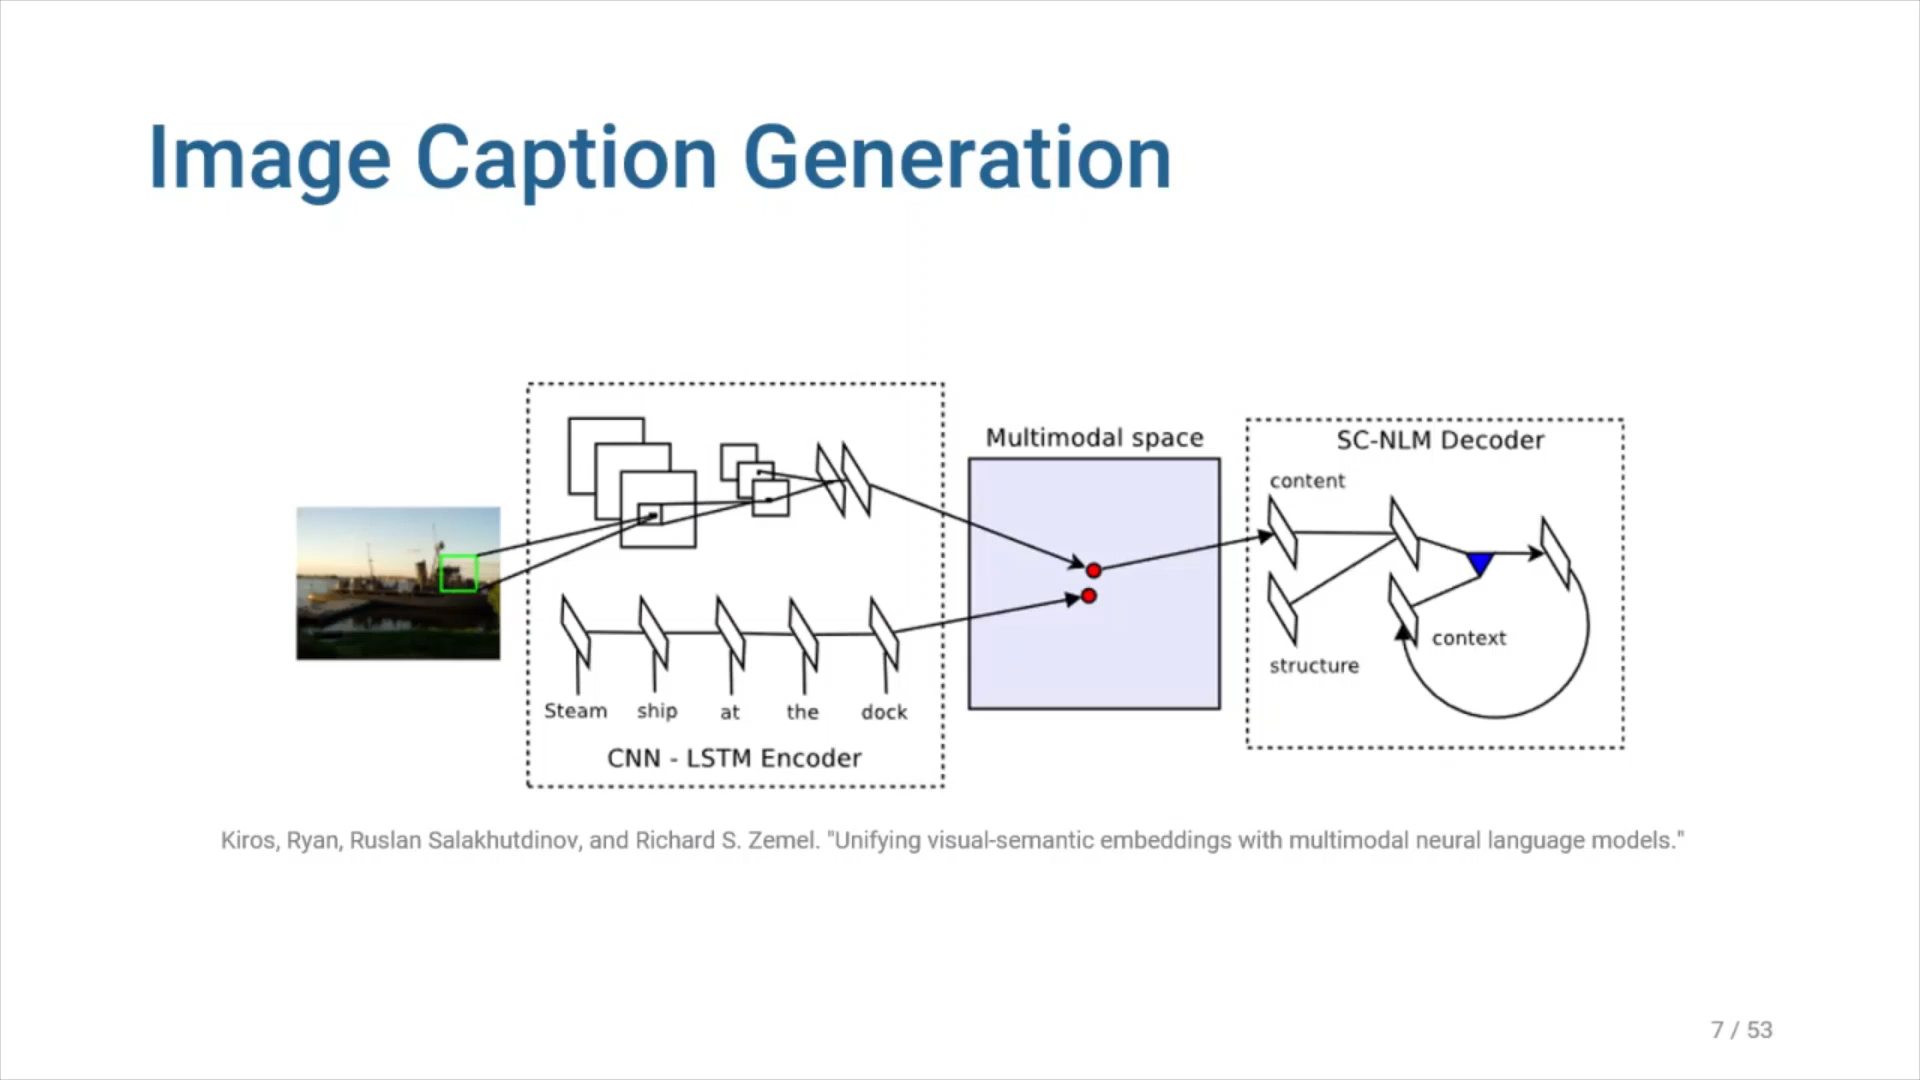 Image Caption Generation
Steam ship at the dock
CNN - LSTM Encoder
Multimodal space
SC-NLM Decoder
content
structure
context
Kiros, Ryan, Ruslan Salakhutdinov, and Richard S. Zemel. "Unifying visual-semantic embeddings with multimodal neural language models."
7 / 53